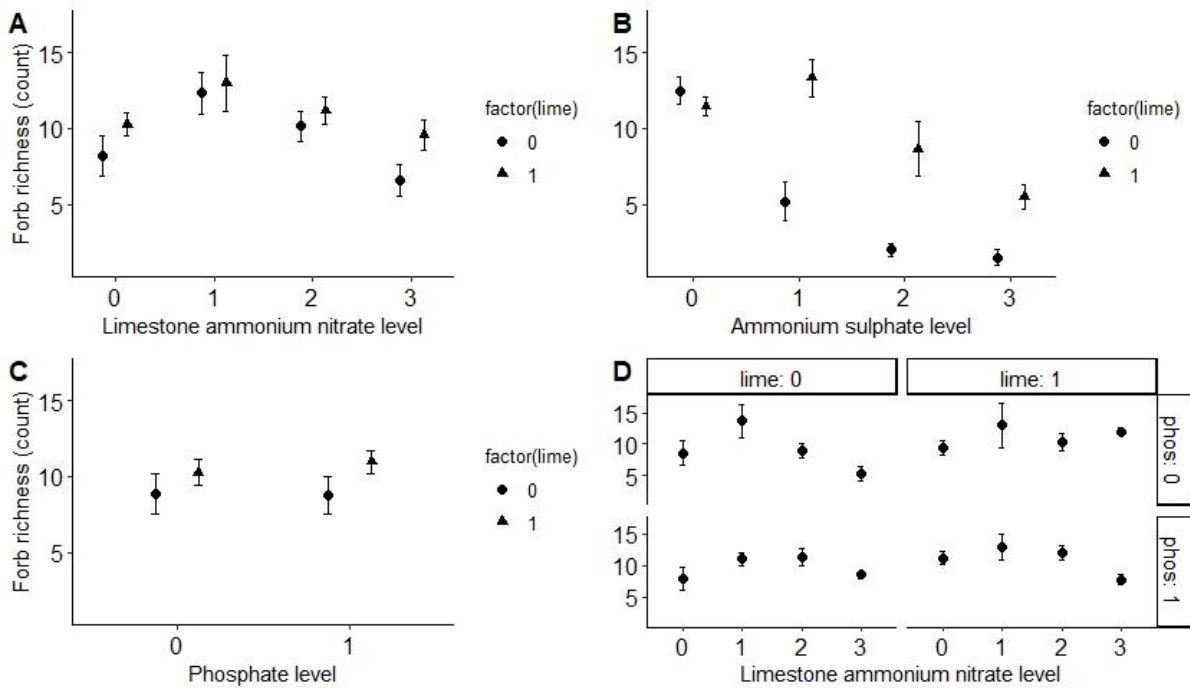 A
15
10
5
Forb richness (count)
0 1 2 3
Limestone ammonium nitrate level
factor(lime)
0
1
B
15
10
5
0 1 2 3
Ammonium sulphate level
factor(lime)
0
1
C
15
10
5
Forb richness (count)
0 1
Phosphate level
factor(lime)
0
1
D
lime: 0 lime: 1
15
10
5
phos: 0
15
10
5
phos: 1
0 1 2 3 0 1 2 3
Limestone ammonium nitrate level